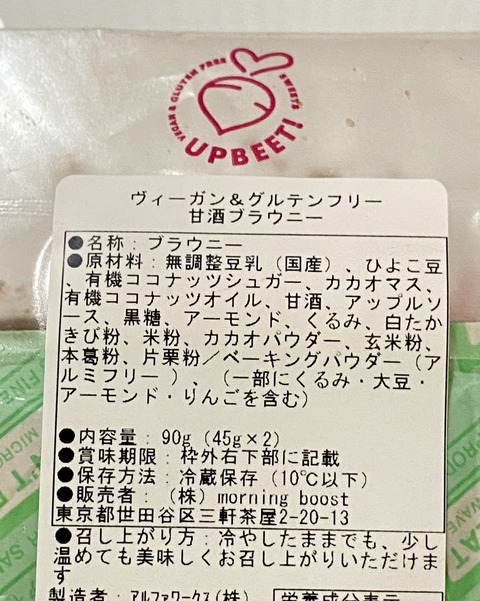 VEGAN & GLUTEN FREE SWEETS
UPBEET!
ヴィーガン＆グルテンフリー
甘酒ブラウニー
●名称：ブラウニー
●原材料：無調整豆乳（国産）、ひよこ豆
、有機ココナッツシュガー、カカオマス、
有機ココナッツオイル、甘酒、アップルソ
ース、黒糖、アーモンド、くるみ、白たか
きび粉、米粉、カカオパウダー、玄米粉、
本葛粉、片栗粉／ベーキングパウダー（ア
ルミフリー ）、（一部にくるみ・大豆・
アーモンド・りんごを含む）
●内容量：90g（45g×2）
●賞味期限：枠外右下部に記載
●保存方法：冷蔵保存（10℃以下）
●販売者：（株）morning boost
東京都世田谷区三軒茶屋2-20-13
●召し上がり方：冷やしたままでも、少し
温めても美味しくお召し上がりいただけま
す
製造者：アルファワークス(株)
栄養成分表示